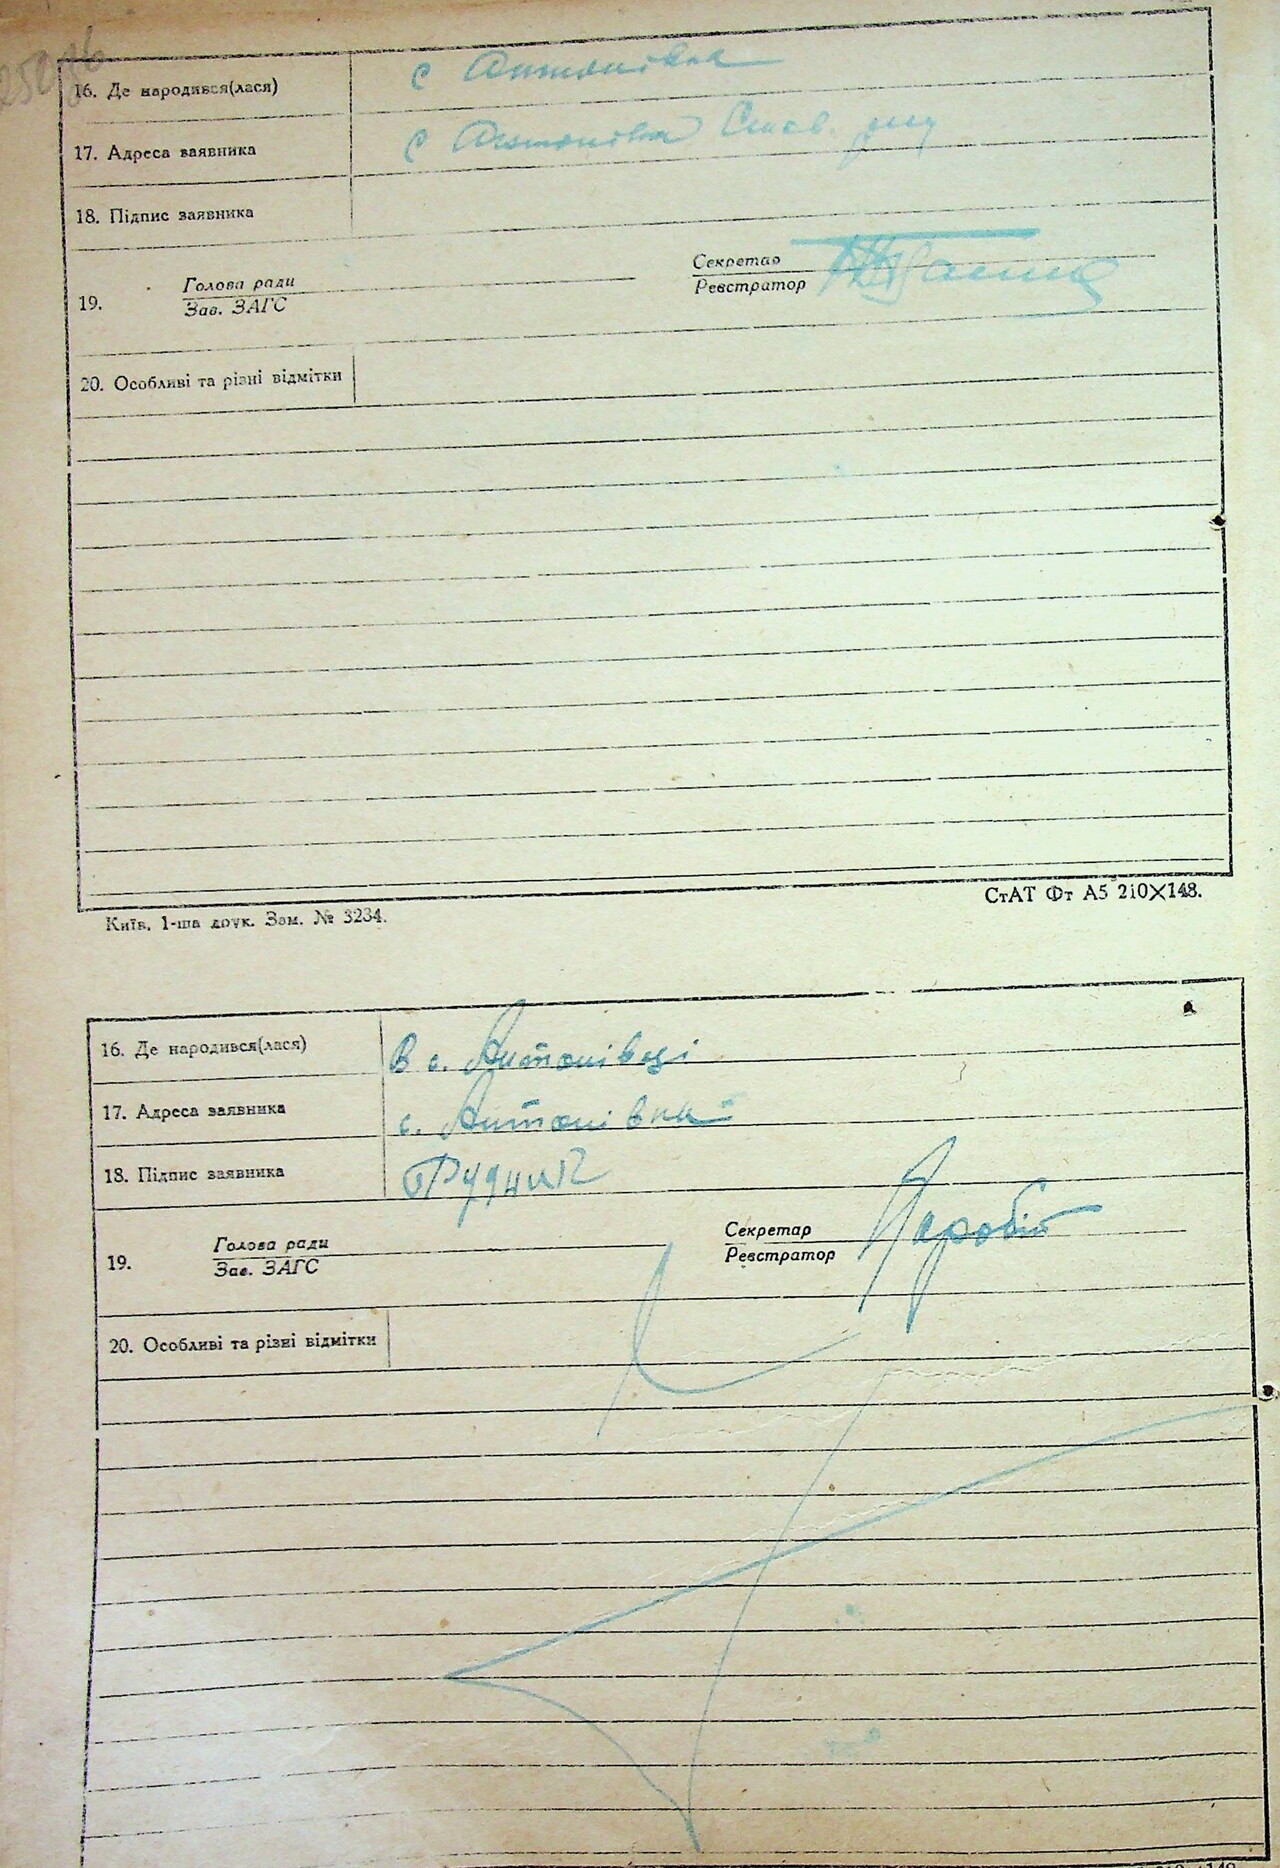 16. Де народився(лася) с Антонівка
17. Адреса заявника с Антонівка
18. Підпис заявника
Секретар
Голова ради
Реєстратор
19.
Зав. ЗАГС
20. Особливі та різні відмітки
СтАТ Фт А5 210×148.
Київ, 1-ша друк. Зам. № 3234.
16. Де народився(лася) В с. Антонівці
17. Адреса заявника с. Антонівка
18. Підпис заявника Рудник
Секретар
Голова ради
Реєстратор
19.
Зав. ЗАГС
20. Особливі та різні відмітки